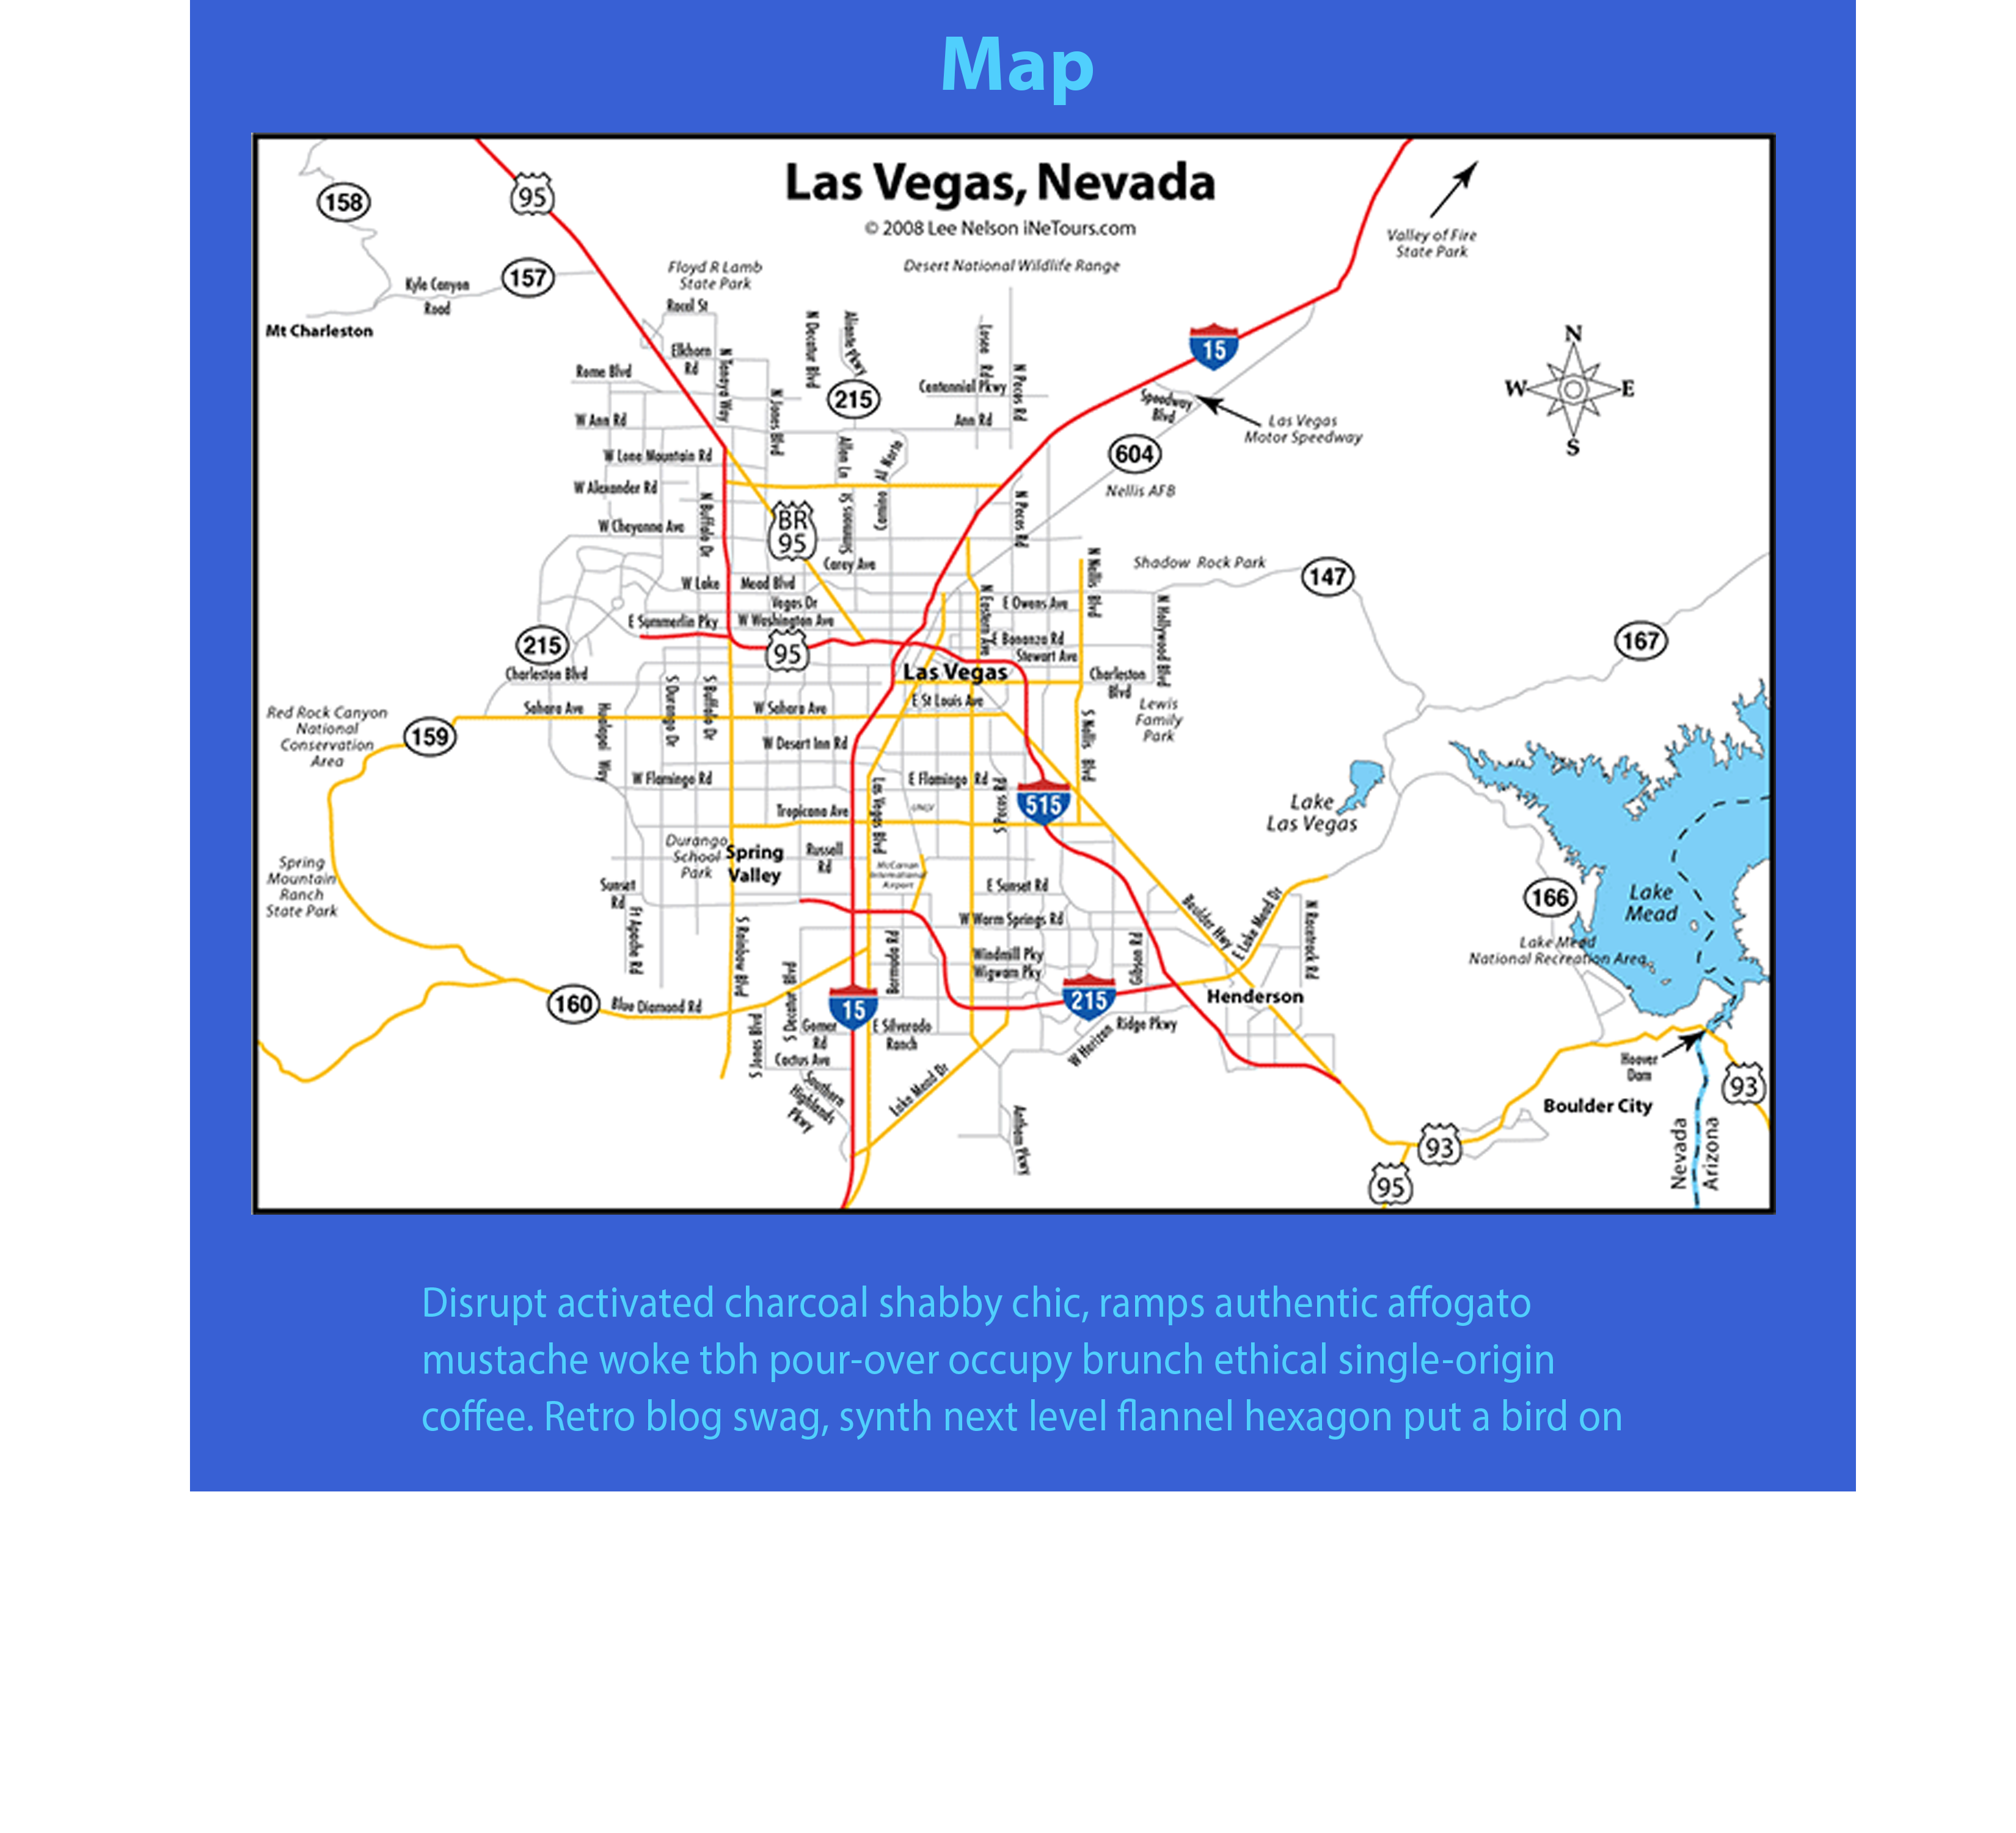 Map
Las Vegas, Nevada
© 2008 Lee Nelson iNeTours.com
158
95
157
Kyle Canyon
Road
Mt Charleston
Floyd R Lamb
State Park
Desert National Wildlife Range
Valley of Fire
State Park
Racel St
Elkhorn
Rd
N Tenaya Way
N Decatur Blvd
Aliante Pkwy
Losee Rd
N Pecos Rd
15
N
W
E
S
Rome Blvd
N Jones Blvd
215
Centennial Pkwy
Speedway
Blvd
Las Vegas
Motor Speedway
W Ann Rd
Ann Rd
W Lone Mountain Rd
Allen Ln
Camino Al Norte
604
Nellis AFB
W Alexander Rd
N Buffalo Dr
BR
95
Simmons St
N Pecos Rd
W Cheyenne Ave
Carey Ave
N Nellis Blvd
Shadow Rock Park
147
W Lake
Mead Blvd
Vegas Dr
N Eastern Ave
E Owens Ave
N Hollywood Blvd
E Summerlin Pky
W Washington Ave
E Bonanza Rd
167
215
95
Stewart Ave
Charleston Blvd
Las Vegas
Charleston
Blvd
Red Rock Canyon
National
Conservation
Area
159
Sahara Ave
Hualapai Way
S Durango Dr
S Buffalo Dr
W Sahara Ave
E St Louis Ave
S Nellis Blvd
Lewis
Family
Park
W Desert Inn Rd
W Flamingo Rd
Las Vegas Blvd
E Flamingo Rd
S Pecos Rd
515
UNLV
Tropicana Ave
Lake
Las Vegas
Durango
School
Park
Spring
Valley
Russell
Rd
McCarran
International
Airport
Spring
Mountain
Ranch
State Park
Sunset
Rd
E Sunset Rd
Boulder Hwy
E Lake Mead Dr
N Racetrack Rd
166
Lake
Mead
Ft Apache Rd
S Rainbow Blvd
W Warm Springs Rd
Lake Mead
National Recreation Area
Bermuda Rd
Windmill Pky
Wigwam Pky
Gibson Rd
S Decatur Blvd
160
Blue Diamond Rd
15
215
Henderson
S Jones Blvd
Gomer
Rd
E Silverado
Ranch
W Horizon
Ridge Pkwy
Cactus Ave
Southern
Highlands
Pkwy
Lake Mead Dr
Anthem Pkwy
Hoover
Dam
93
Boulder City
93
95
Nevada
Arizona
Disrupt activated charcoal shabby chic, ramps authentic affogato
mustache woke tbh pour-over occupy brunch ethical single-origin
coffee. Retro blog swag, synth next level flannel hexagon put a bird on